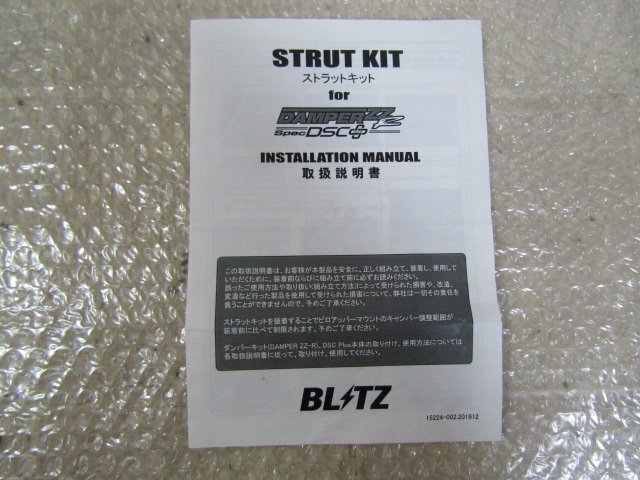 STRUT KIT
ストラットキット
for
DAMPER ZZ-R
Spec DSC+
INSTALLATION MANUAL
取扱説明書
この取扱説明書は、お客様が本製品を安全に、正しく組み立て、装着し、使用して
いただくために、装着前ならびに組み立て前に必ずお読みください。
誤ったご使用方法や取り扱い(組み立て方法)によって受けられた損害や、改造、
変造など行った製品を使用して受けられた損害について、弊社は一切その責任を
負うことができませんので、予めご了承ください。
ストラットキットを装着することでピロアッパーマウントのキャンバー調整範囲が
装着前に比べて制限されます。予めご了承ください。
ダンパーキット(DAMPER ZZ-R)、DSC Plus本体の取り付け、使用方法については
各取扱説明書に従って、取り付け、使用してください。
BLITZ
15224-002.201912